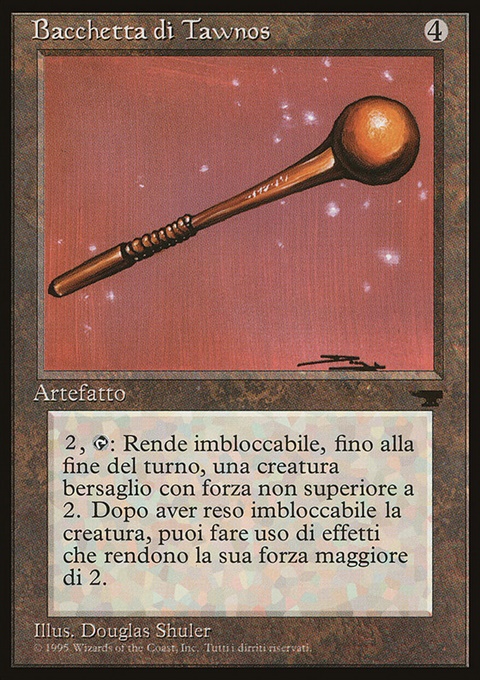 Bacchetta di Tawnos 4
Artefatto
2, : Rende imbloccabile, fino alla
fine del turno, una creatura
bersaglio con forza non superiore a
2. Dopo aver reso imbloccabile la
creatura, puoi fare uso di effetti
che rendono la sua forza maggiore
di 2.
Illus. Douglas Shuler
© 1995 Wizards of the Coast, Inc. Tutti i dirriti riservati.